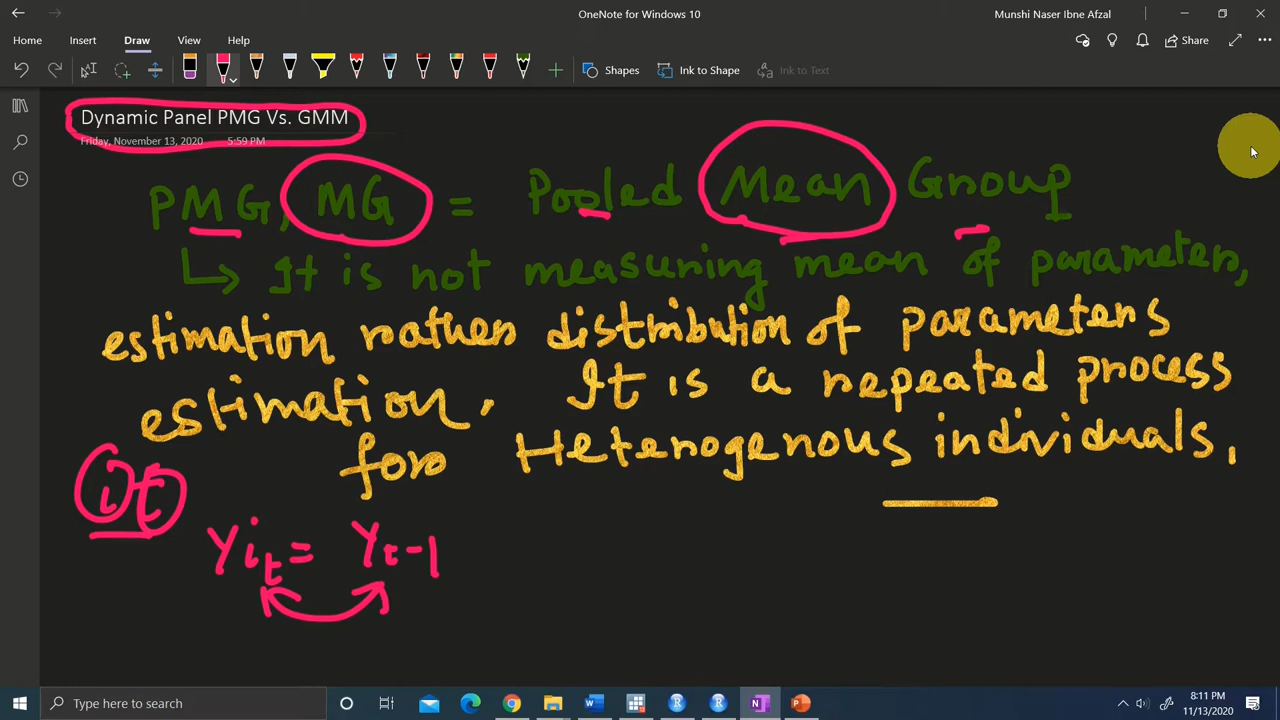 OneNote for Windows 10
Munshi Naser Ibne Afzal
Home Insert Draw View Help
Share
Shapes Ink to Shape Ink to Text
Dynamic Panel PMG Vs. GMM
Friday, November 13, 2020 5:59 PM
PMG, MG = Pooled Mean Group
↳ It is not measuring mean of parameters,
estimation rather distribution of parameters
estimation. It is a repeated process
for Heterogenous individuals.
it
Yit = Yt-1
Type here to search
8:11 PM
11/13/2020